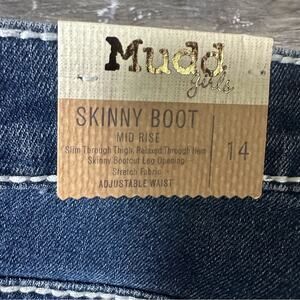 Mudd
girls
SKINNY BOOT
MID RISE
Slim Through Thigh, Relaxed Through Hem
Skinny Bootcut Leg Opening
Stretch Fabric
ADJUSTABLE WAIST
14